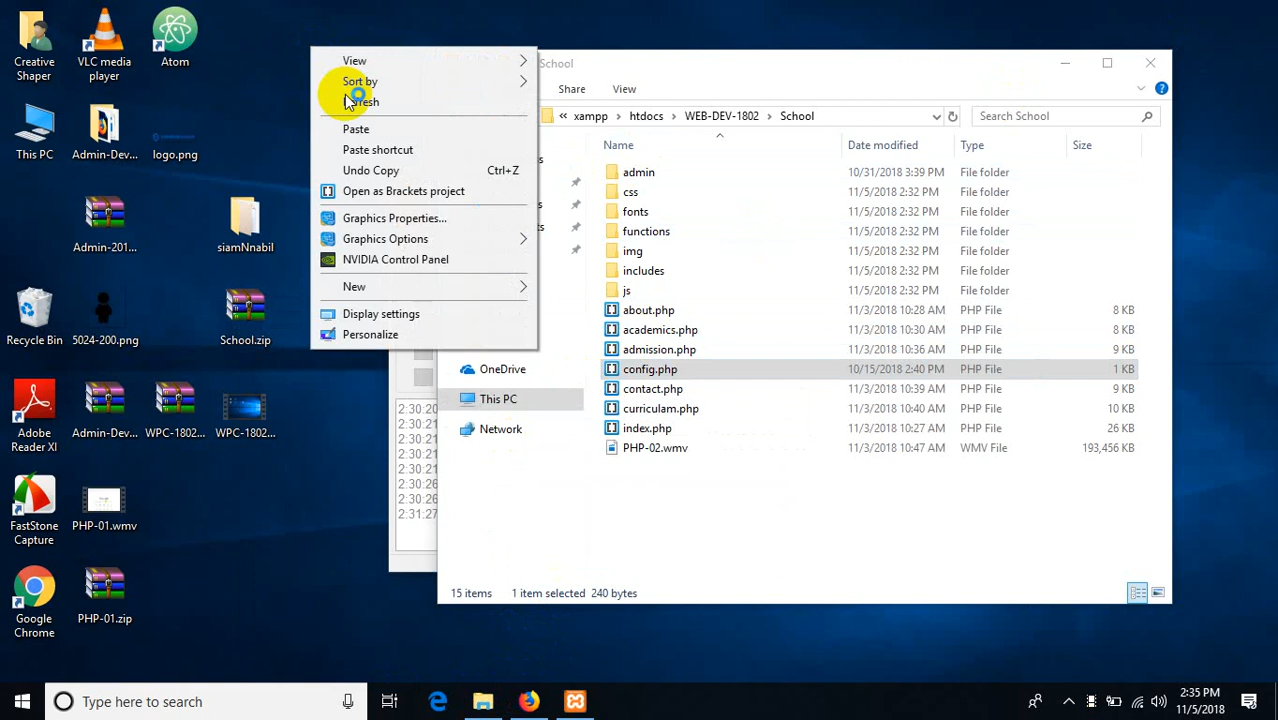 Creative Shaper
VLC media player
Atom
This PC
Admin-Dev...
logo.png
Admin-201...
siamNnabil
Recycle Bin
5024-200.png
School.zip
Adobe Reader XI
Admin-Dev...
WPC-1802...
WPC-1802...
FastStone Capture
PHP-01.wmv
Google Chrome
PHP-01.zip
View
Sort by
Paste
Paste shortcut
Undo Copy Ctrl+Z
Open as Brackets project
Graphics Properties...
Graphics Options
NVIDIA Control Panel
New
Display settings
Personalize
School
Share View
« xampp > htdocs > WEB-DEV-1802 > School
Search School
Name Date modified Type Size
admin 10/31/2018 3:39 PM File folder
css 11/5/2018 2:32 PM File folder
fonts 11/5/2018 2:32 PM File folder
functions 11/5/2018 2:32 PM File folder
img 11/5/2018 2:32 PM File folder
includes 11/5/2018 2:32 PM File folder
js 11/5/2018 2:32 PM File folder
about.php 11/3/2018 10:28 AM PHP File 8 KB
academics.php 11/3/2018 10:30 AM PHP File 9 KB
admission.php 11/3/2018 10:36 AM PHP File 9 KB
config.php 10/15/2018 2:40 PM PHP File 1 KB
contact.php 11/3/2018 10:39 AM PHP File 8 KB
curriculam.php 11/3/2018 10:40 AM PHP File 10 KB
index.php 11/3/2018 10:27 AM PHP File 26 KB
PHP-02.wmv 11/3/2018 10:47 AM WMV File 193,456 KB
OneDrive
This PC
Network
2:30:20
2:30:21
2:30:21
2:30:21
2:30:21
2:30:26
2:30:26
2:31:27
15 items 1 item selected 240 bytes
Type here to search
2:35 PM
11/5/2018